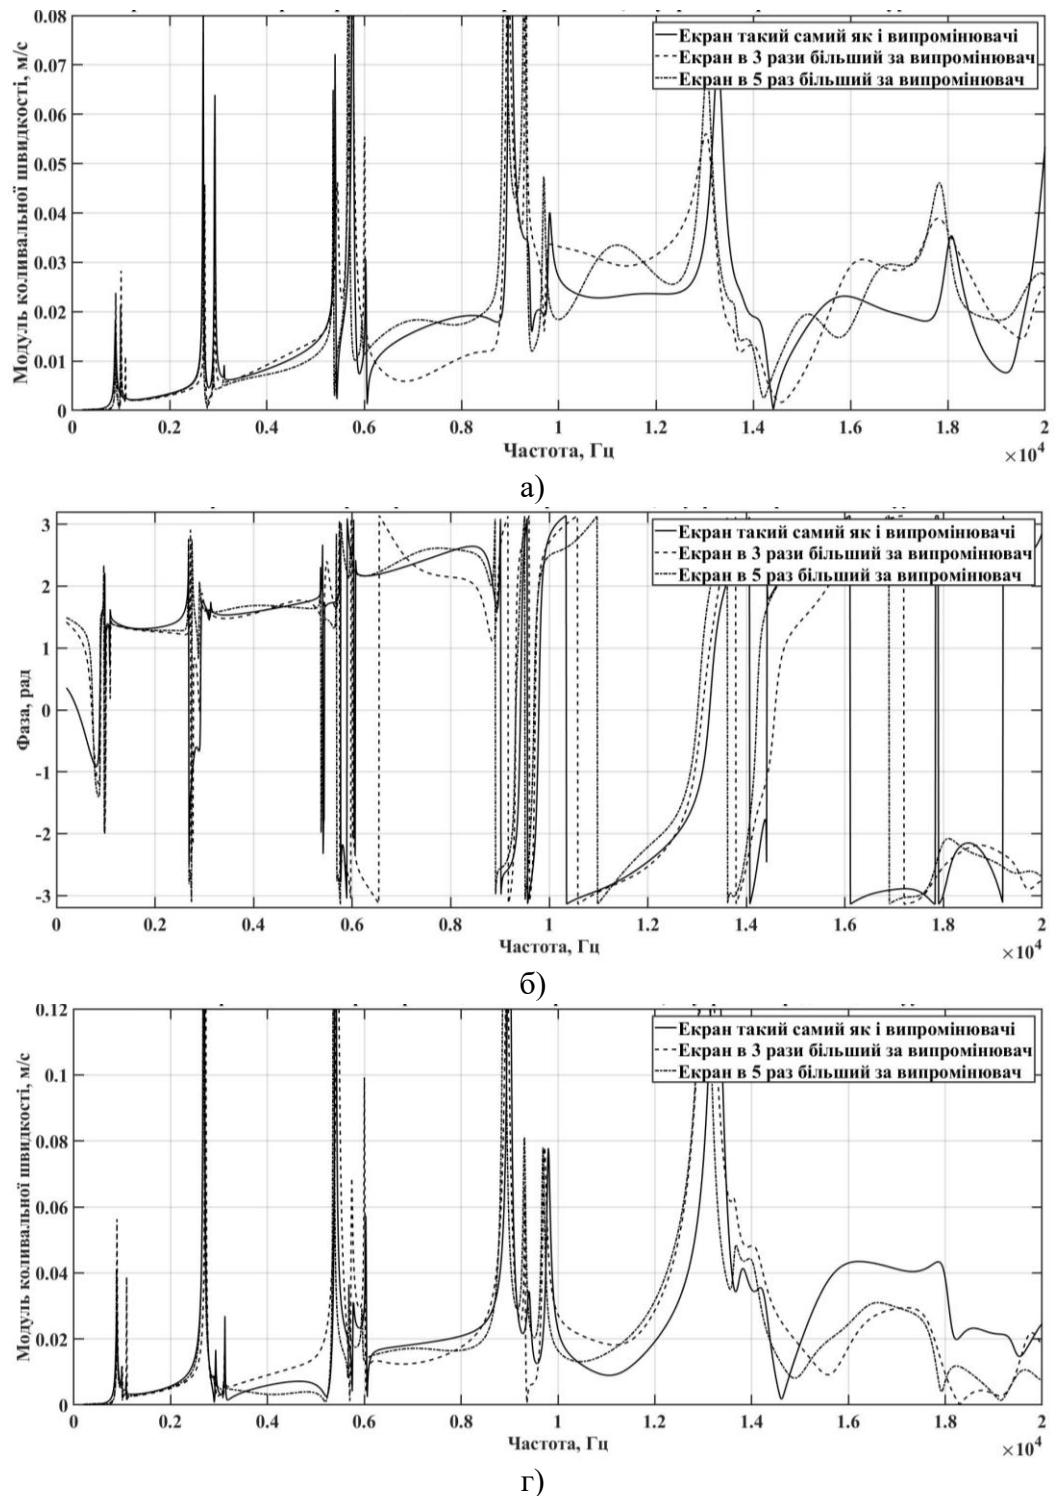 0.08
0.07
0.06
0.05
0.04
0.03
0.02
0.01
0
Модуль коливальної швидкості, м/с
Екран такий самий як і випромінювачі
Екран в 3 рази більший за випромінювач
Екран в 5 раз більший за випромінювач
0 0.2 0.4 0.6 0.8 1 1.2 1.4 1.6 1.8 2
Частота, Гц
×10⁴
а)
3
2
1
0
-1
-2
-3
Фаза, рад
Екран такий самий як і випромінювачі
Екран в 3 рази більший за випромінювач
Екран в 5 раз більший за випромінювач
0 0.2 0.4 0.6 0.8 1 1.2 1.4 1.6 1.8 2
Частота, Гц
×10⁴
б)
0.12
0.1
0.08
0.06
0.04
0.02
0
Модуль коливальної швидкості, м/с
Екран такий самий як і випромінювачі
Екран в 3 рази більший за випромінювач
Екран в 5 раз більший за випромінювач
0 0.2 0.4 0.6 0.8 1 1.2 1.4 1.6 1.8 2
Частота, Гц
×10⁴
г)